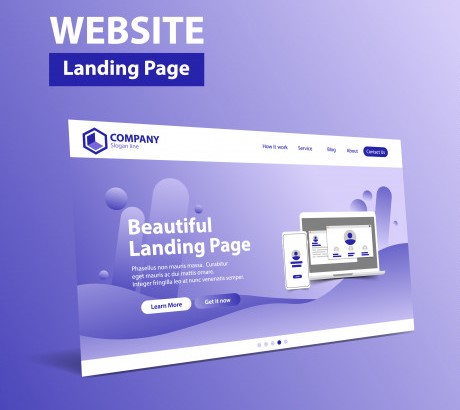 WEBSITE
Landing Page
COMPANY
Slogan line
How it work Service Blog About Contact Us
Beautiful
Landing Page
Phasellus non mauris mana. Curabitur
eget mauris ac dui mattis ornare.
Integer fringilla leo at nunc venenatis semper.
Learn More Get it now